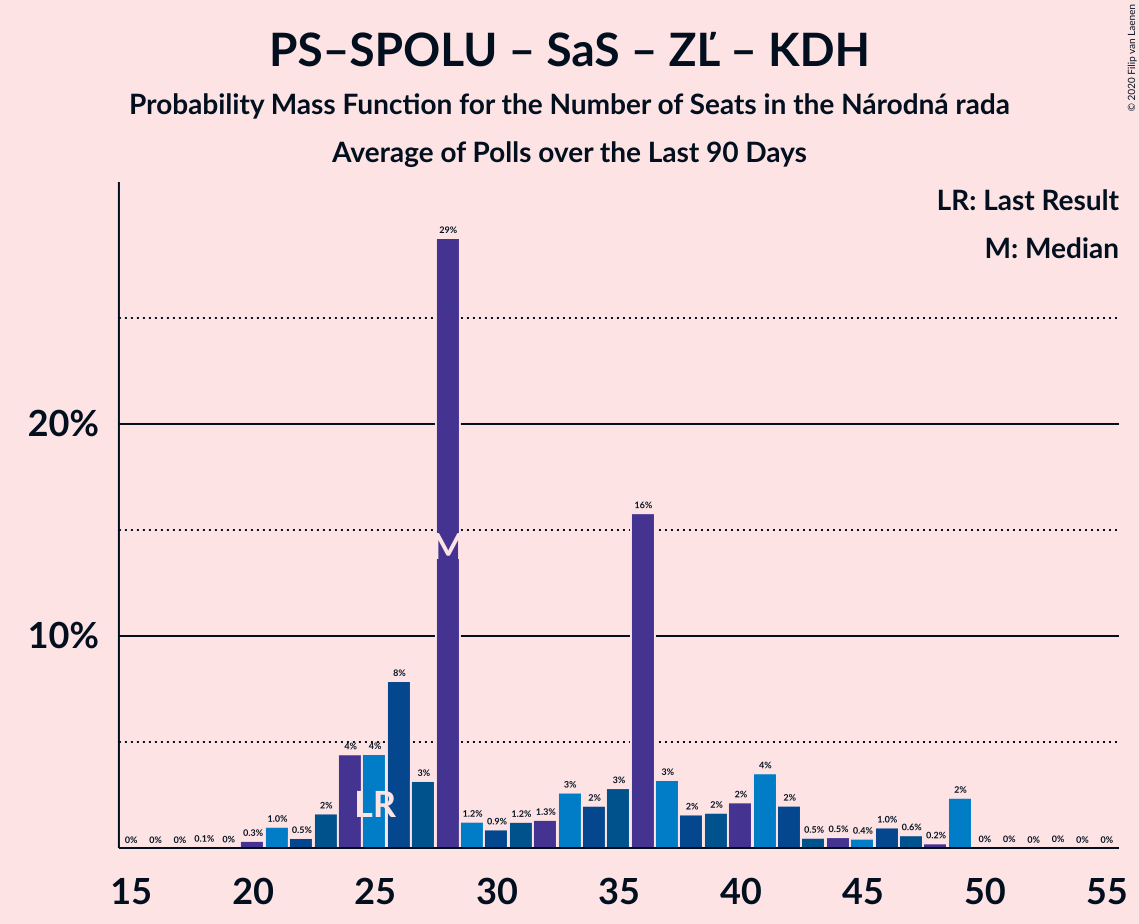 PS–SPOLU – SaS – ZĽ – KDH
Probability Mass Function for the Number of Seats in the Národná rada
Average of Polls over the Last 90 Days
© 2020 Filip van Laenen
LR: Last Result
M: Median
20%
10%
0% 0% 0% 0.1% 0% 0.3% 1.0% 0.5% 2% 4% 4% 8% 3% 29% 1.2% 0.9% 1.2% 1.3% 3% 2% 3% 16% 3% 2% 2% 2% 4% 2% 0.5% 0.5% 0.4% 1.0% 0.6% 0.2% 2% 0% 0% 0% 0% 0% 0%
M
LR
15 20 25 30 35 40 45 50 55